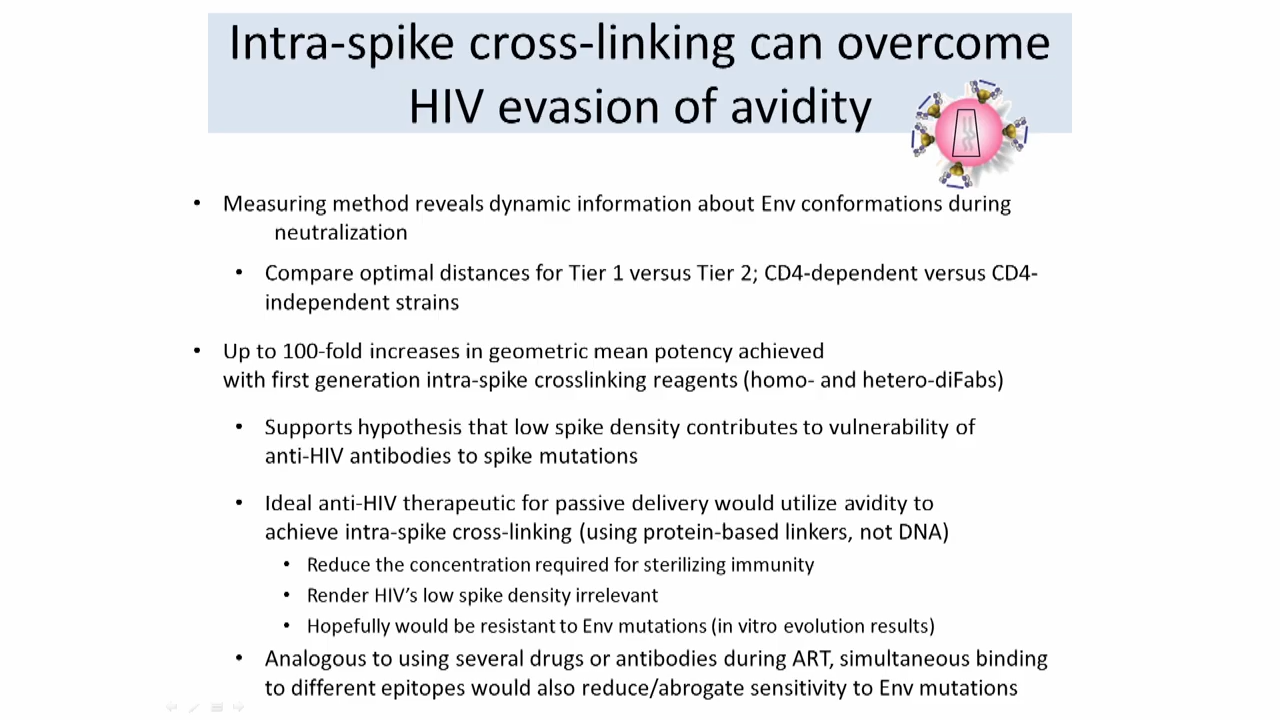 Intra-spike cross-linking can overcome
HIV evasion of avidity
• Measuring method reveals dynamic information about Env conformations during
neutralization
• Compare optimal distances for Tier 1 versus Tier 2; CD4-dependent versus CD4-
independent strains
• Up to 100-fold increases in geometric mean potency achieved
with first generation intra-spike crosslinking reagents (homo- and hetero-diFabs)
• Supports hypothesis that low spike density contributes to vulnerability of
anti-HIV antibodies to spike mutations
• Ideal anti-HIV therapeutic for passive delivery would utilize avidity to
achieve intra-spike cross-linking (using protein-based linkers, not DNA)
• Reduce the concentration required for sterilizing immunity
• Render HIV’s low spike density irrelevant
• Hopefully would be resistant to Env mutations (in vitro evolution results)
• Analogous to using several drugs or antibodies during ART, simultaneous binding
to different epitopes would also reduce/abrogate sensitivity to Env mutations